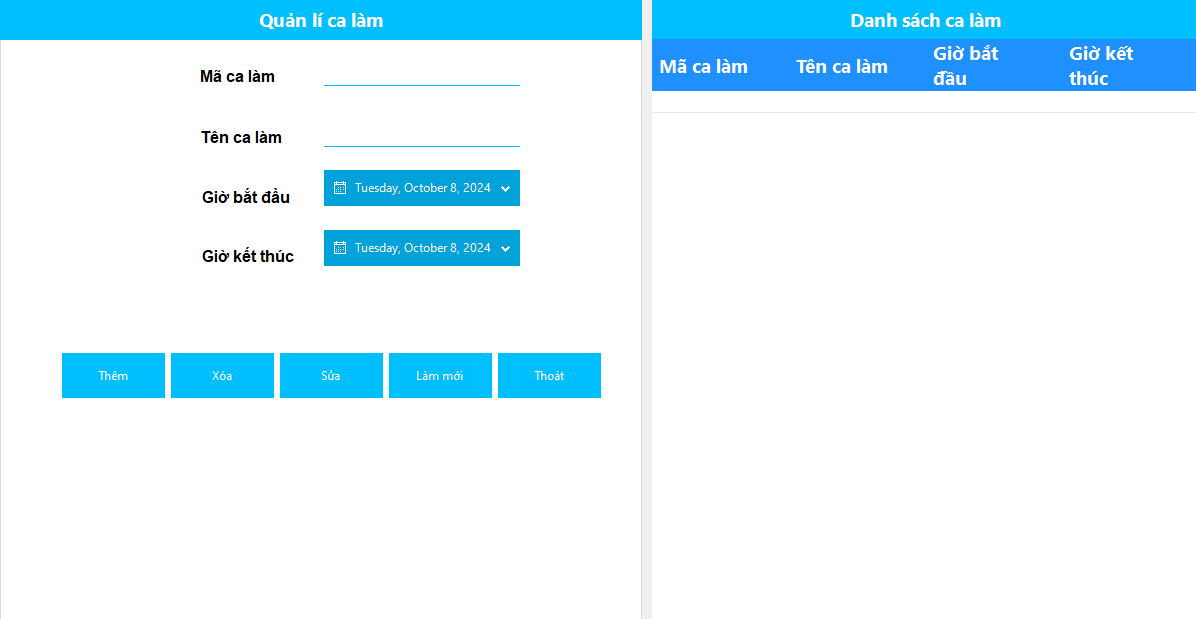 Quản lí ca làm
Mã ca làm
Tên ca làm
Giờ bắt đầu
Tuesday, October 8, 2024
Giờ kết thúc
Tuesday, October 8, 2024
Thêm
Xóa
Sửa
Làm mới
Thoát
Danh sách ca làm
Mã ca làm
Tên ca làm
Giờ bắt
đầu
Giờ kết
thúc